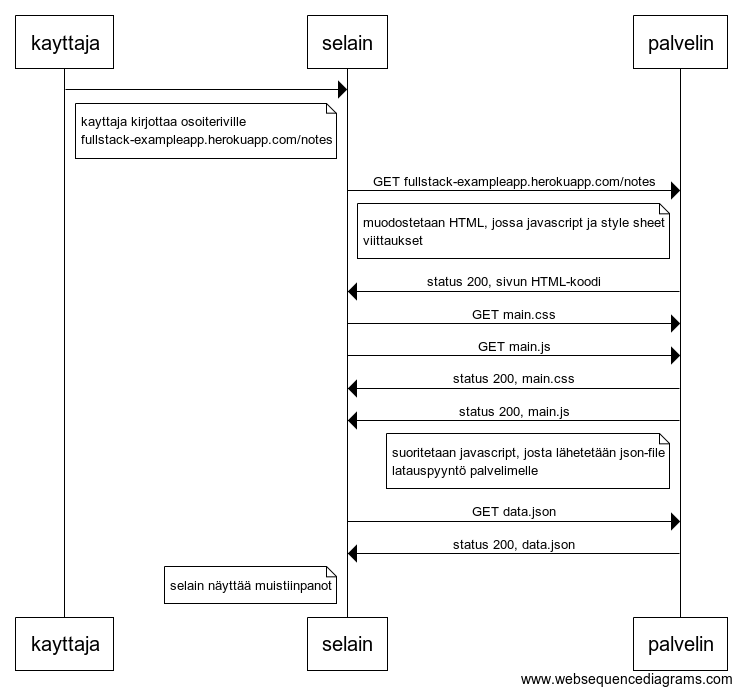 kayttaja
selain
palvelin
kayttaja kirjottaa osoiteriville
fullstack-exampleapp.herokuapp.com/notes
GET fullstack-exampleapp.herokuapp.com/notes
muodostetaan HTML, jossa javascript ja style sheet
viittaukset
status 200, sivun HTML-koodi
GET main.css
GET main.js
status 200, main.css
status 200, main.js
suoritetaan javascript, josta lähetetään json-file
latauspyyntö palvelimelle
GET data.json
status 200, data.json
selain näyttää muistiinpanot
kayttaja
selain
palvelin
www.websequencediagrams.com